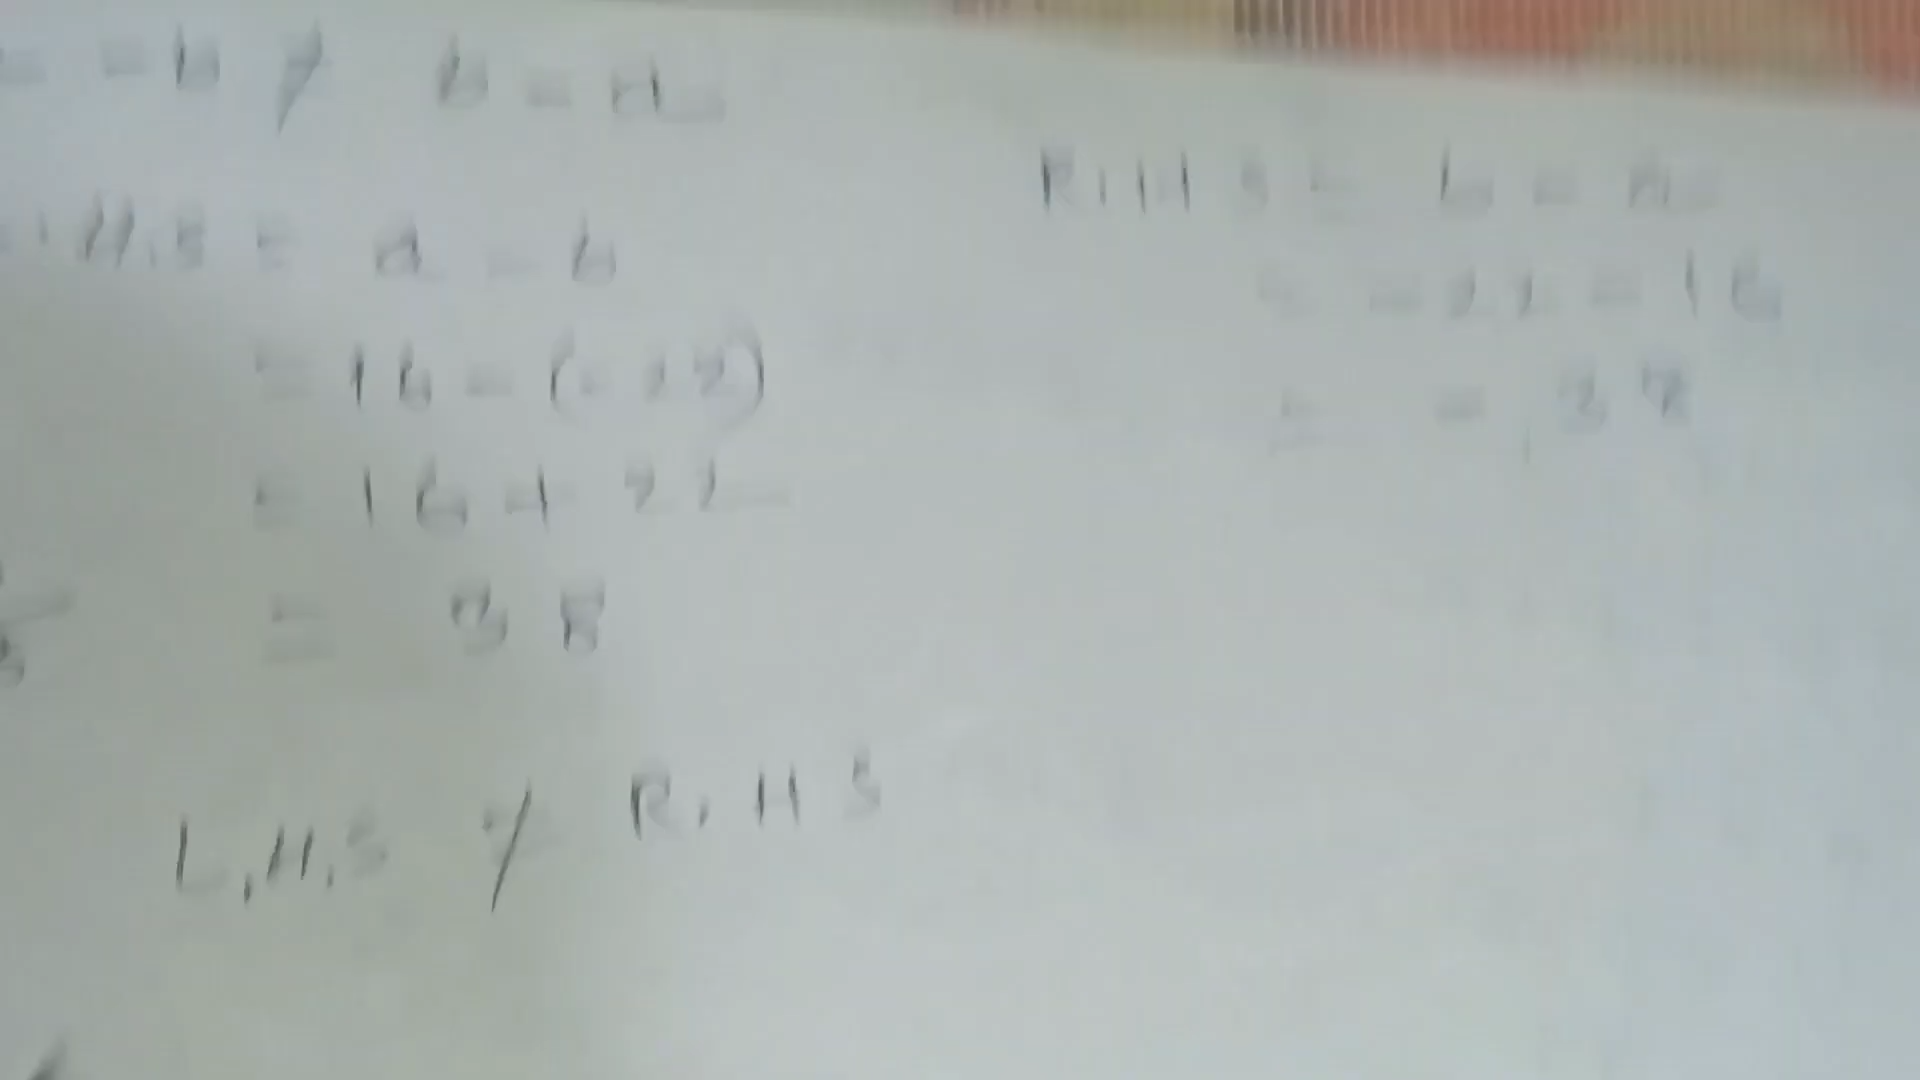 - b ≠ b - a
L.H.S = a - b
= 16 - (-22)
= 16 + 22
= 38
R.H S = b - a
= -22 - 16
= - 38
L.H.S ≠ R.H S